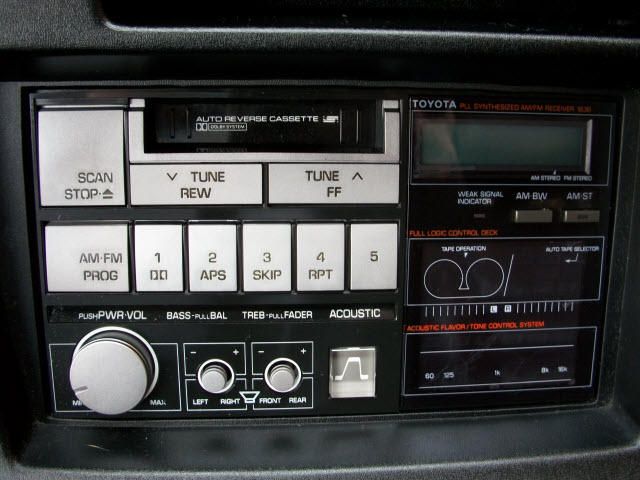 AUTO REVERSE CASSETTE
DOLBY SYSTEM
SCAN
STOP·⏏
∨ TUNE
REW
TUNE ∧
FF
AM·FM
PROG
1
2
APS
3
SKIP
4
RPT
5
PUSH PWR·VOL
BASS-PULL BAL
TREB-PULL FADER
ACOUSTIC
MAX
- +
- +
LEFT RIGHT
FRONT REAR
TOYOTA PLL SYNTHESIZED AM/FM RECEIVER
AM STEREO FM STEREO
WEAK SIGNAL
INDICATOR
AM·BW
AM·ST
FULL LOGIC CONTROL DECK
TAPE OPERATION
AUTO TAPE SELECTOR
L R
ACOUSTIC FLAVOR/TONE CONTROL SYSTEM
60 125 1k 8k 16k